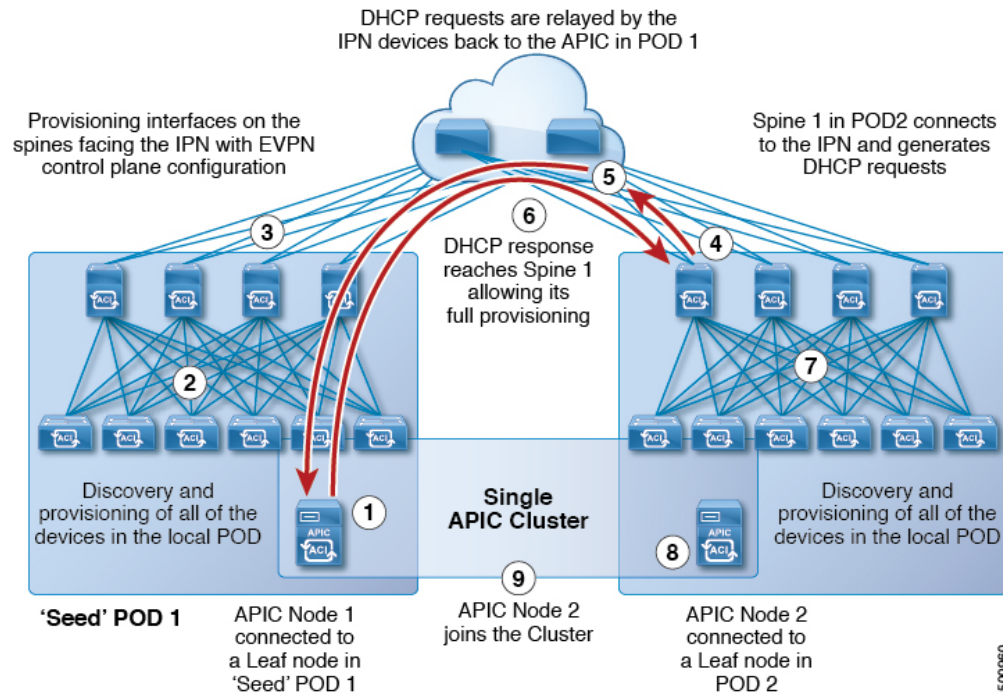 DHCP requests are relayed by the
IPN devices back to the APIC in POD 1
Provisioning interfaces on the
spines facing the IPN with EVPN
control plane configuration
Spine 1 in POD2 connects
to the IPN and generates
DHCP requests
5
6
3
4
DHCP response
reaches Spine 1
allowing its
full provisioning
ACI
ACI
ACI
ACI
ACI
ACI
ACI
ACI
2
7
ACI
ACI
ACI
ACI
ACI
ACI
ACI
ACI
ACI
ACI
ACI
ACI
Discovery and
provisioning of all of the
devices in the local POD
1
APIC
ACI
Single
APIC Cluster
8
APIC
ACI
Discovery and
provisioning of all of the
devices in the local POD
9
'Seed' POD 1
APIC Node 1
connected to
a Leaf node in
'Seed' POD 1
APIC Node 2
joins the Cluster
APIC Node 2
connected to
a Leaf node in
POD 2